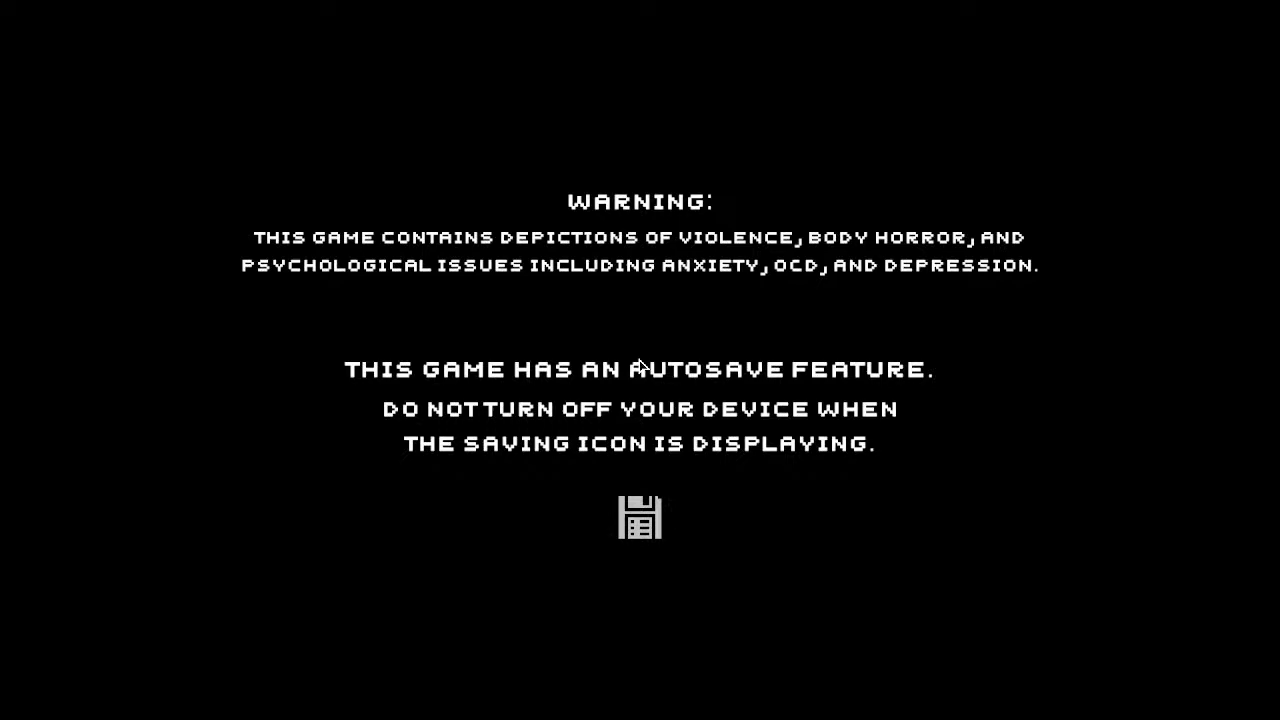 WARNING:
THIS GAME CONTAINS DEPICTIONS OF VIOLENCE, BODY HORROR, AND
PSYCHOLOGICAL ISSUES INCLUDING ANXIETY, OCD, AND DEPRESSION.
THIS GAME HAS AN AUTOSAVE FEATURE.
DO NOT TURN OFF YOUR DEVICE WHEN
THE SAVING ICON IS DISPLAYING.